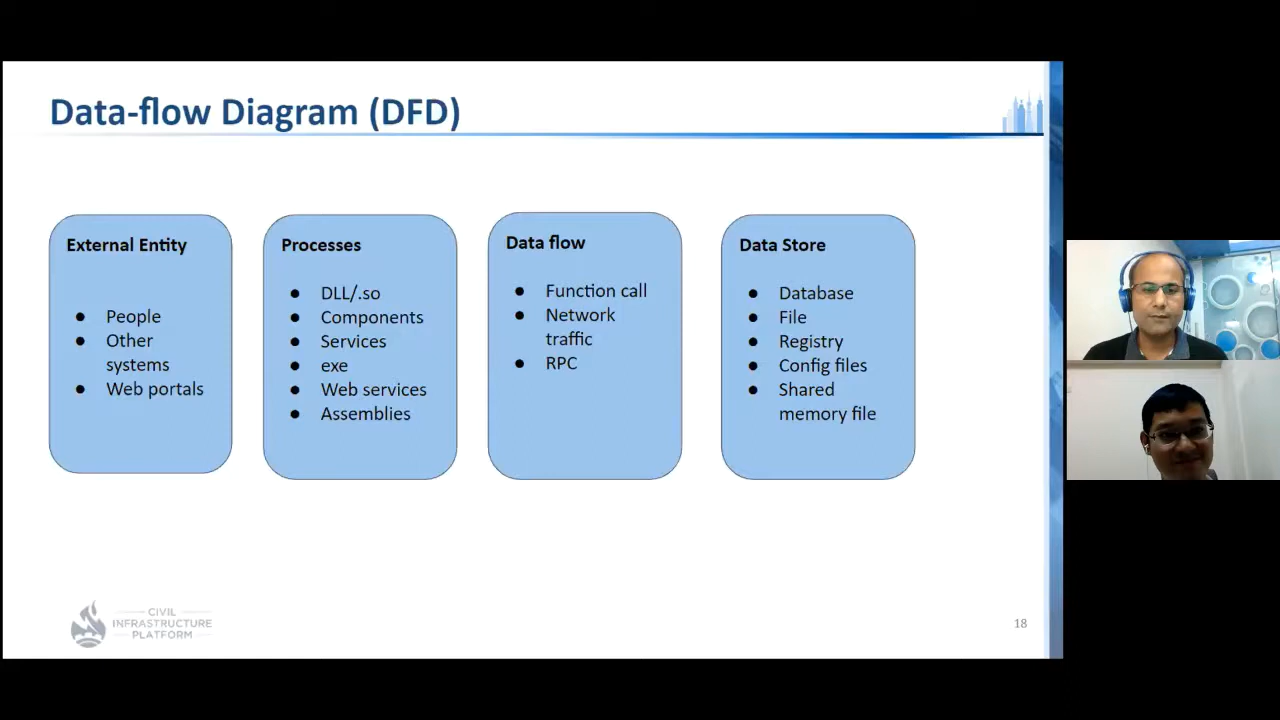 Data-flow Diagram (DFD)
External Entity
● People
● Other
systems
● Web portals
Processes
● DLL/.so
● Components
● Services
● exe
● Web services
● Assemblies
Data flow
● Function call
● Network
traffic
● RPC
Data Store
● Database
● File
● Registry
● Config files
● Shared
memory file
CIVIL
INFRASTRUCTURE
PLATFORM
18